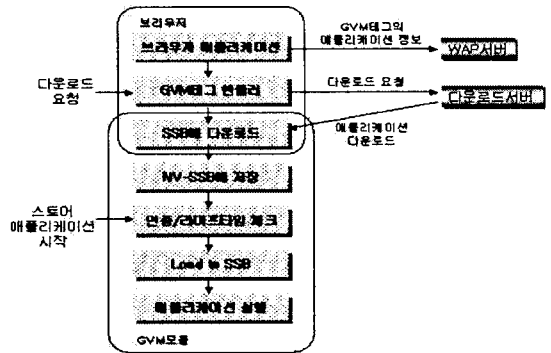 브라우저
브라우저 애플리케이션
GVM태그의
애플리케이션 정보
WAP서버
다운로드
요청
GVM태그 핸들러
다운로드 요청
다운로드서버
SSB에 다운로드
애플리케이션
다운로드
NV-SSB에 저장
스토어
애플리케이션
시작
인증/라이프타임 체크
Load to SSB
애플리케이션 실행
GVM모듈